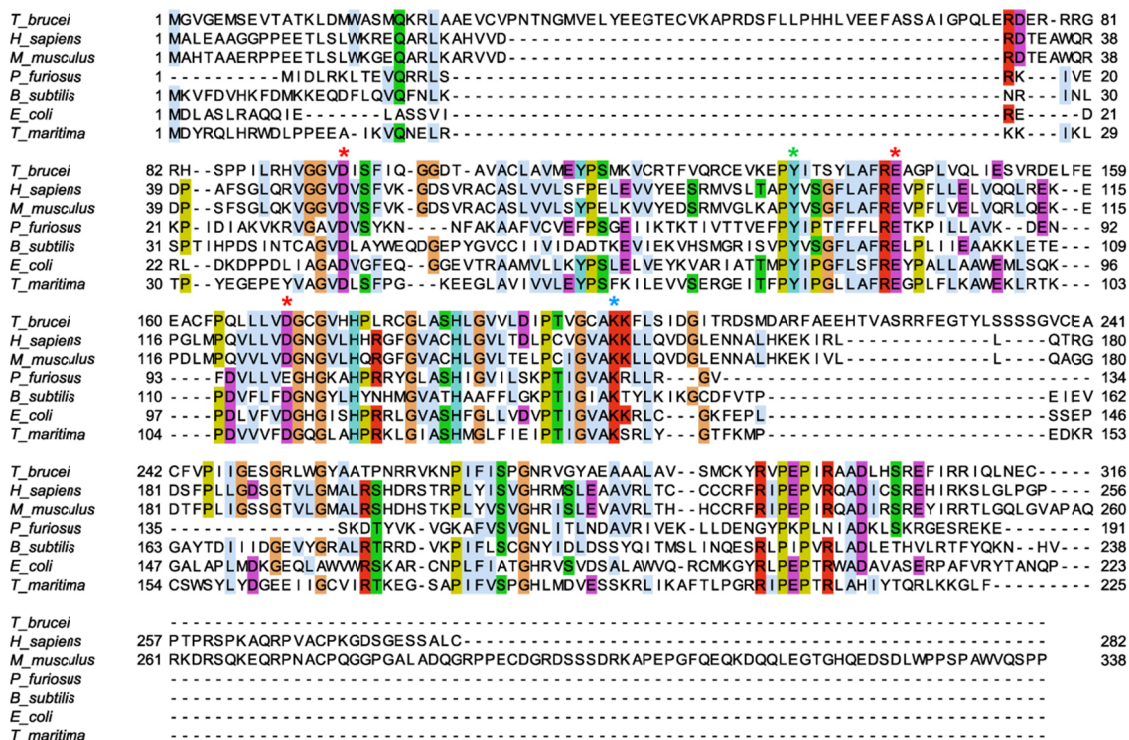 T_brucei 1 MGVGEMSEVTATKLDMWASMQKRLAAEVCVPNTNGMVELYEEGTECVKAPRDSFLLPHHLVEEFASSAIGPQLERDER-RRG 81
H_sapiens 1 MALEAAGGPPEETLSLWKREQARLKAHVVD-------------------------------------------RDTEAWQR 38
M_musculus 1 MAHTAAERPPEETLSLWKGEQARLKARVVD-------------------------------------------RDTEAWQR 38
P_furiosus 1 ----------MIDLRKLTEVQRRLS------------------------------------------------RK---IVE 20
B_subtilis 1 MKVFDVHKFDMKKEQDFLQVQFNLK------------------------------------------------NR---INL 30
E_coli 1 MDLASLRAQQIE-----LASSVI--------------------------------------------------RE-----D 21
T_maritima 1 MDYRQLHRWDLPPEEA-IKVQNELR------------------------------------------------KK---IKL 29
* * *
T_brucei 82 RH--SPPILRHVGGVDISFIQ-GGDT-AVACLAVMEYPSMKVCRTFVQRCEVKEPYITSYLAFREAGPLVQLIESVRDELFE 159
H_sapiens 39 DP--AFSGLQRVGGVDVSFVK-GDSVRACASLVVLSFPELEVVYEESRMVSLTAPYVSGFLAFREVPFLLELVQQLREK--E 115
M_musculus 39 DP--SFSGLQKVGGVDVSFVK-GDSVRACASLVVLSYPELKVVYEDSRMVGLKAPYVSGFLAFREVPFLVELVQRLQEK--E 115
P_furiosus 21 KP-IDIAKVKRVGAVDVSYKN----NFAKAAFVCVEFPSGEIIKTKTITVTTVEFPYIPTFFFLRETKPILLAVK--DEN-- 92
B_subtilis 31 SPTIHPDSINTCAGVDLAYWEQDGEPYGVCCIIVIDADTKEVIEKVHSMGRISVPYVSGFLAFRELPLIIEAAKKLETE--- 109
E_coli 22 RL--DKDPPDLIAGADVGFEQ--GGEVTRAAMVLLKYPSLELVEYKVARIATTMPYIPGFLSFREYPALLAAWEMLSQK--- 96
T_maritima 30 TP--YEGEPEYVAGVDLSFPG----KEEGLAVIVVLEYPSFKILEVVSERGEITFPYIPGLLAFREGPLFLKAWEKLRTK--- 103
* *
T_brucei 160 EACFPQLLLVDGCGVHHPLRCGLASHLGVVLDIPTVGCAKKFLSIDGITRDSMDARFAEEHTVASRRFEGTYLSSSSGVCEA 241
H_sapiens 116 PGLMPQVVLVDGNGVLHHRGFGVACHLGVLTDLPCVGVAKKLLQVDGLENNALHKEKIRL--------------L---QTRG 180
M_musculus 116 PDLMPQVVLVDGNGVLHQRGFGVACHLGVLTELPCIGVAKKLLQVDGLENNALHKEKIVL--------------L---QAGG 180
P_furiosus 93 ----FDVLLVEGHGKAHPRRYGLASHIGVILSKPTIGVAKRLLR---GV--------------------------------- 134
B_subtilis 110 ----PDVFLFDGNGYLHYNHMGVATHAAFFLGKPTIGIAKTYLKIKGCDFVTP-------------------------EIEV 162
E_coli 97 ----PDLVFVDGHGISHPRRLGVASHFGLLVDVPTIGVAKKRLC---GKFEPL-------------------------SSEP 146
T_maritima 104 ----PDVVVFDGQGLAHPRKLGIASHMGLFIEIPTIGVAKSRLY---GTFKMP-------------------------EDKR 153
T_brucei 242 CFVPIIGESGRLWGYAATPNRRVKNPIFISPGNRVGYAEAAALAV--SMCKYRVPEPIRAADLHSREFIRRIQLNEC----- 316
H_sapiens 181 DSFPLLGDSGTVLGMALRSHDRSTRPLYISVGHRMSLEAAVRLTC--CCCRFRIPEPVRQADICSREHIRKSLGLPGP---- 256
M_musculus 181 DTFPLIGSSGTVLGMALRSHDHSTKPLYVSVGHRISLEVAVRLTH--HCCRFRIPEPIRQADIRSREYIRRTLGQLGVAPAQ 260
P_furiosus 135 ----------------SKDTYVK-VGKAFVSVGNLITLNDAVRIVEKLLDENGYPKPLNIADKLSKRGESREKE-------- 191
B_subtilis 163 GAYTDIIIDGEVYGRALRTRRD-VKPIFLSCGNYIDLDSSYQITMSLINQESRLPIPVRLADLETHVLRTFYQKN--HV--- 238
E_coli 147 GALAPLMDKGEQLAWVWRSKAR-CNPLFIATGHRVSVDSALAWVQ-RCMKGYRLPEPTRWADAVASERPAFVRYTANQP--- 223
T_maritima 154 CSWSYLYDGEEIIGCVIRTKEG-SAPIFVSPGHLMDVESSKRLIKAFTLPGRRIPEPTRLAHIYTQRLKKGLF--------- 225
T_brucei ------------------------------------------------------------------------------
H_sapiens 257 PTPRSPKAQRPVACPKGDSGESSALC---------------------------------------------------- 282
M_musculus 261 RKDRSQKEQRPNACPQGGPGALADQGRPPECDGRDSSSDRKAPEPGFQEQKDQQLEGTGHQEDSDLWPPSPAWVQSPP 338
P_furiosus ------------------------------------------------------------------------------
B_subtilis ------------------------------------------------------------------------------
E_coli ------------------------------------------------------------------------------
T_maritima ------------------------------------------------------------------------------